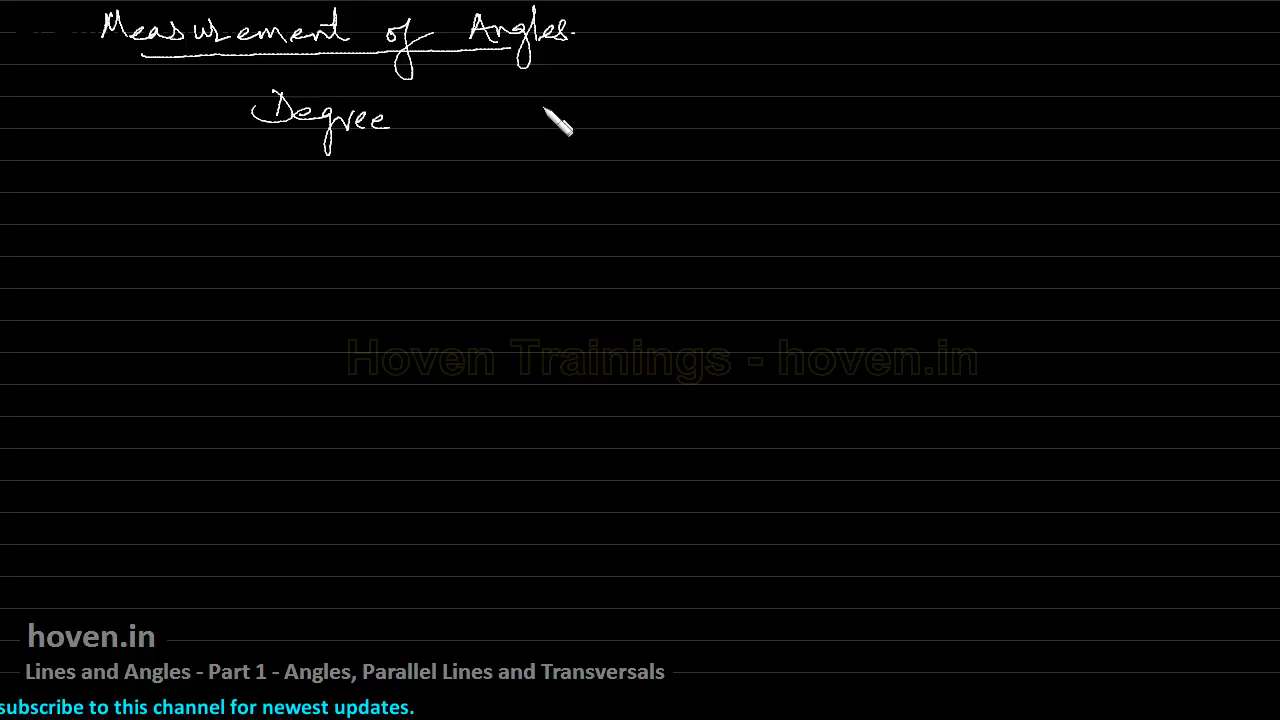 Measurement of Angles.
Degree
Hoven Trainings - hoven.in
hoven.in
Lines and Angles - Part 1 - Angles, Parallel Lines and Transversals
subscribe to this channel for newest updates.